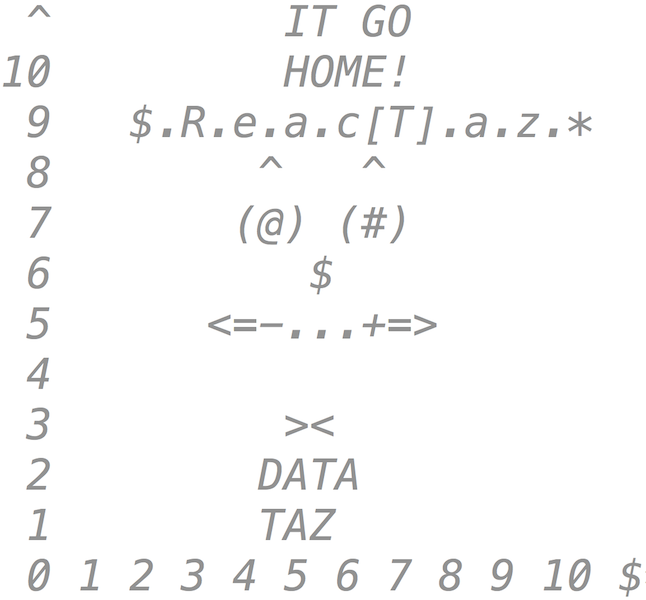 ^ IT GO
10 HOME!
9 $.R.e.a.c[T].a.z.*
8 ^ ^
7 (@) (#)
6 $
5 <=-...+=>
4
3 ><
2 DATA
1 TAZ
0 1 2 3 4 5 6 7 8 9 10 $